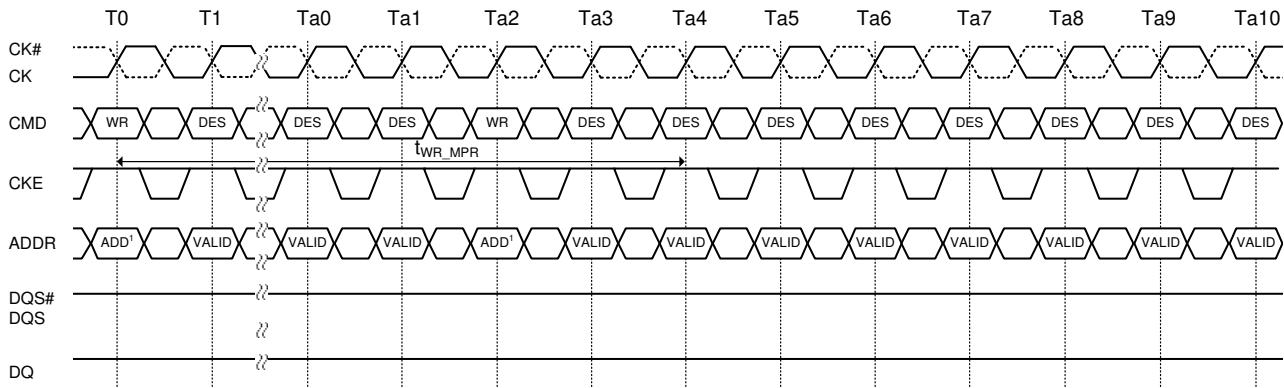 T0 T1 Ta0 Ta1 Ta2 Ta3 Ta4 Ta5 Ta6 Ta7 Ta8 Ta9 Ta10
CK#
CK
CMD WR DES DES DES WR DES DES DES DES DES DES DES DES
tWR_MPR
CKE
ADDR ADD¹ VALID VALID VALID ADD¹ VALID VALID VALID VALID VALID VALID VALID VALID
DQS#
DQS
DQ